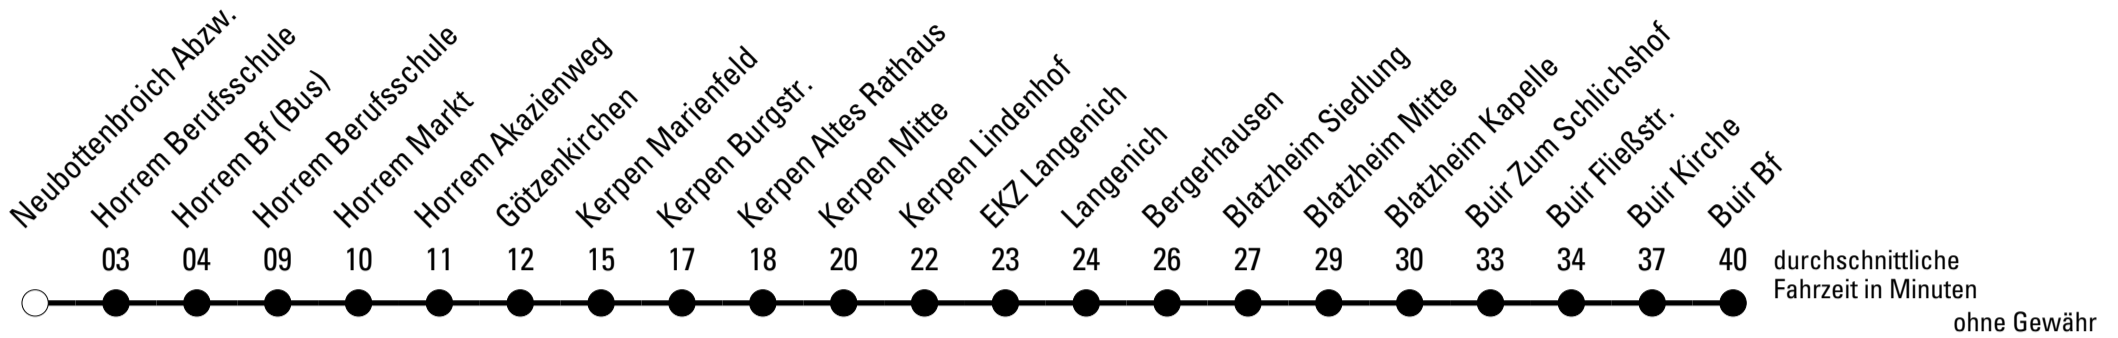 Neubottenbroich Abzw.
Horrem Berufsschule
Horrem Bf (Bus)
Horrem Berufsschule
Horrem Markt
Horrem Akazienweg
Götzenkirchen
Kerpen Marienfeld
Kerpen Burgstr.
Kerpen Altes Rathaus
Kerpen Mitte
Kerpen Lindenhof
EKZ Langenich
Langenich
Bergerhausen
Blatzheim Siedlung
Blatzheim Mitte
Blatzheim Kapelle
Buir Zum Schlichshof
Buir Fließstr.
Buir Kirche
Buir Bf
03 04 09 10 11 12 15 17 18 20 22 23 24 26 27 29 30 33 34 37 40 durchschnittliche
Fahrzeit in Minuten
ohne Gewähr